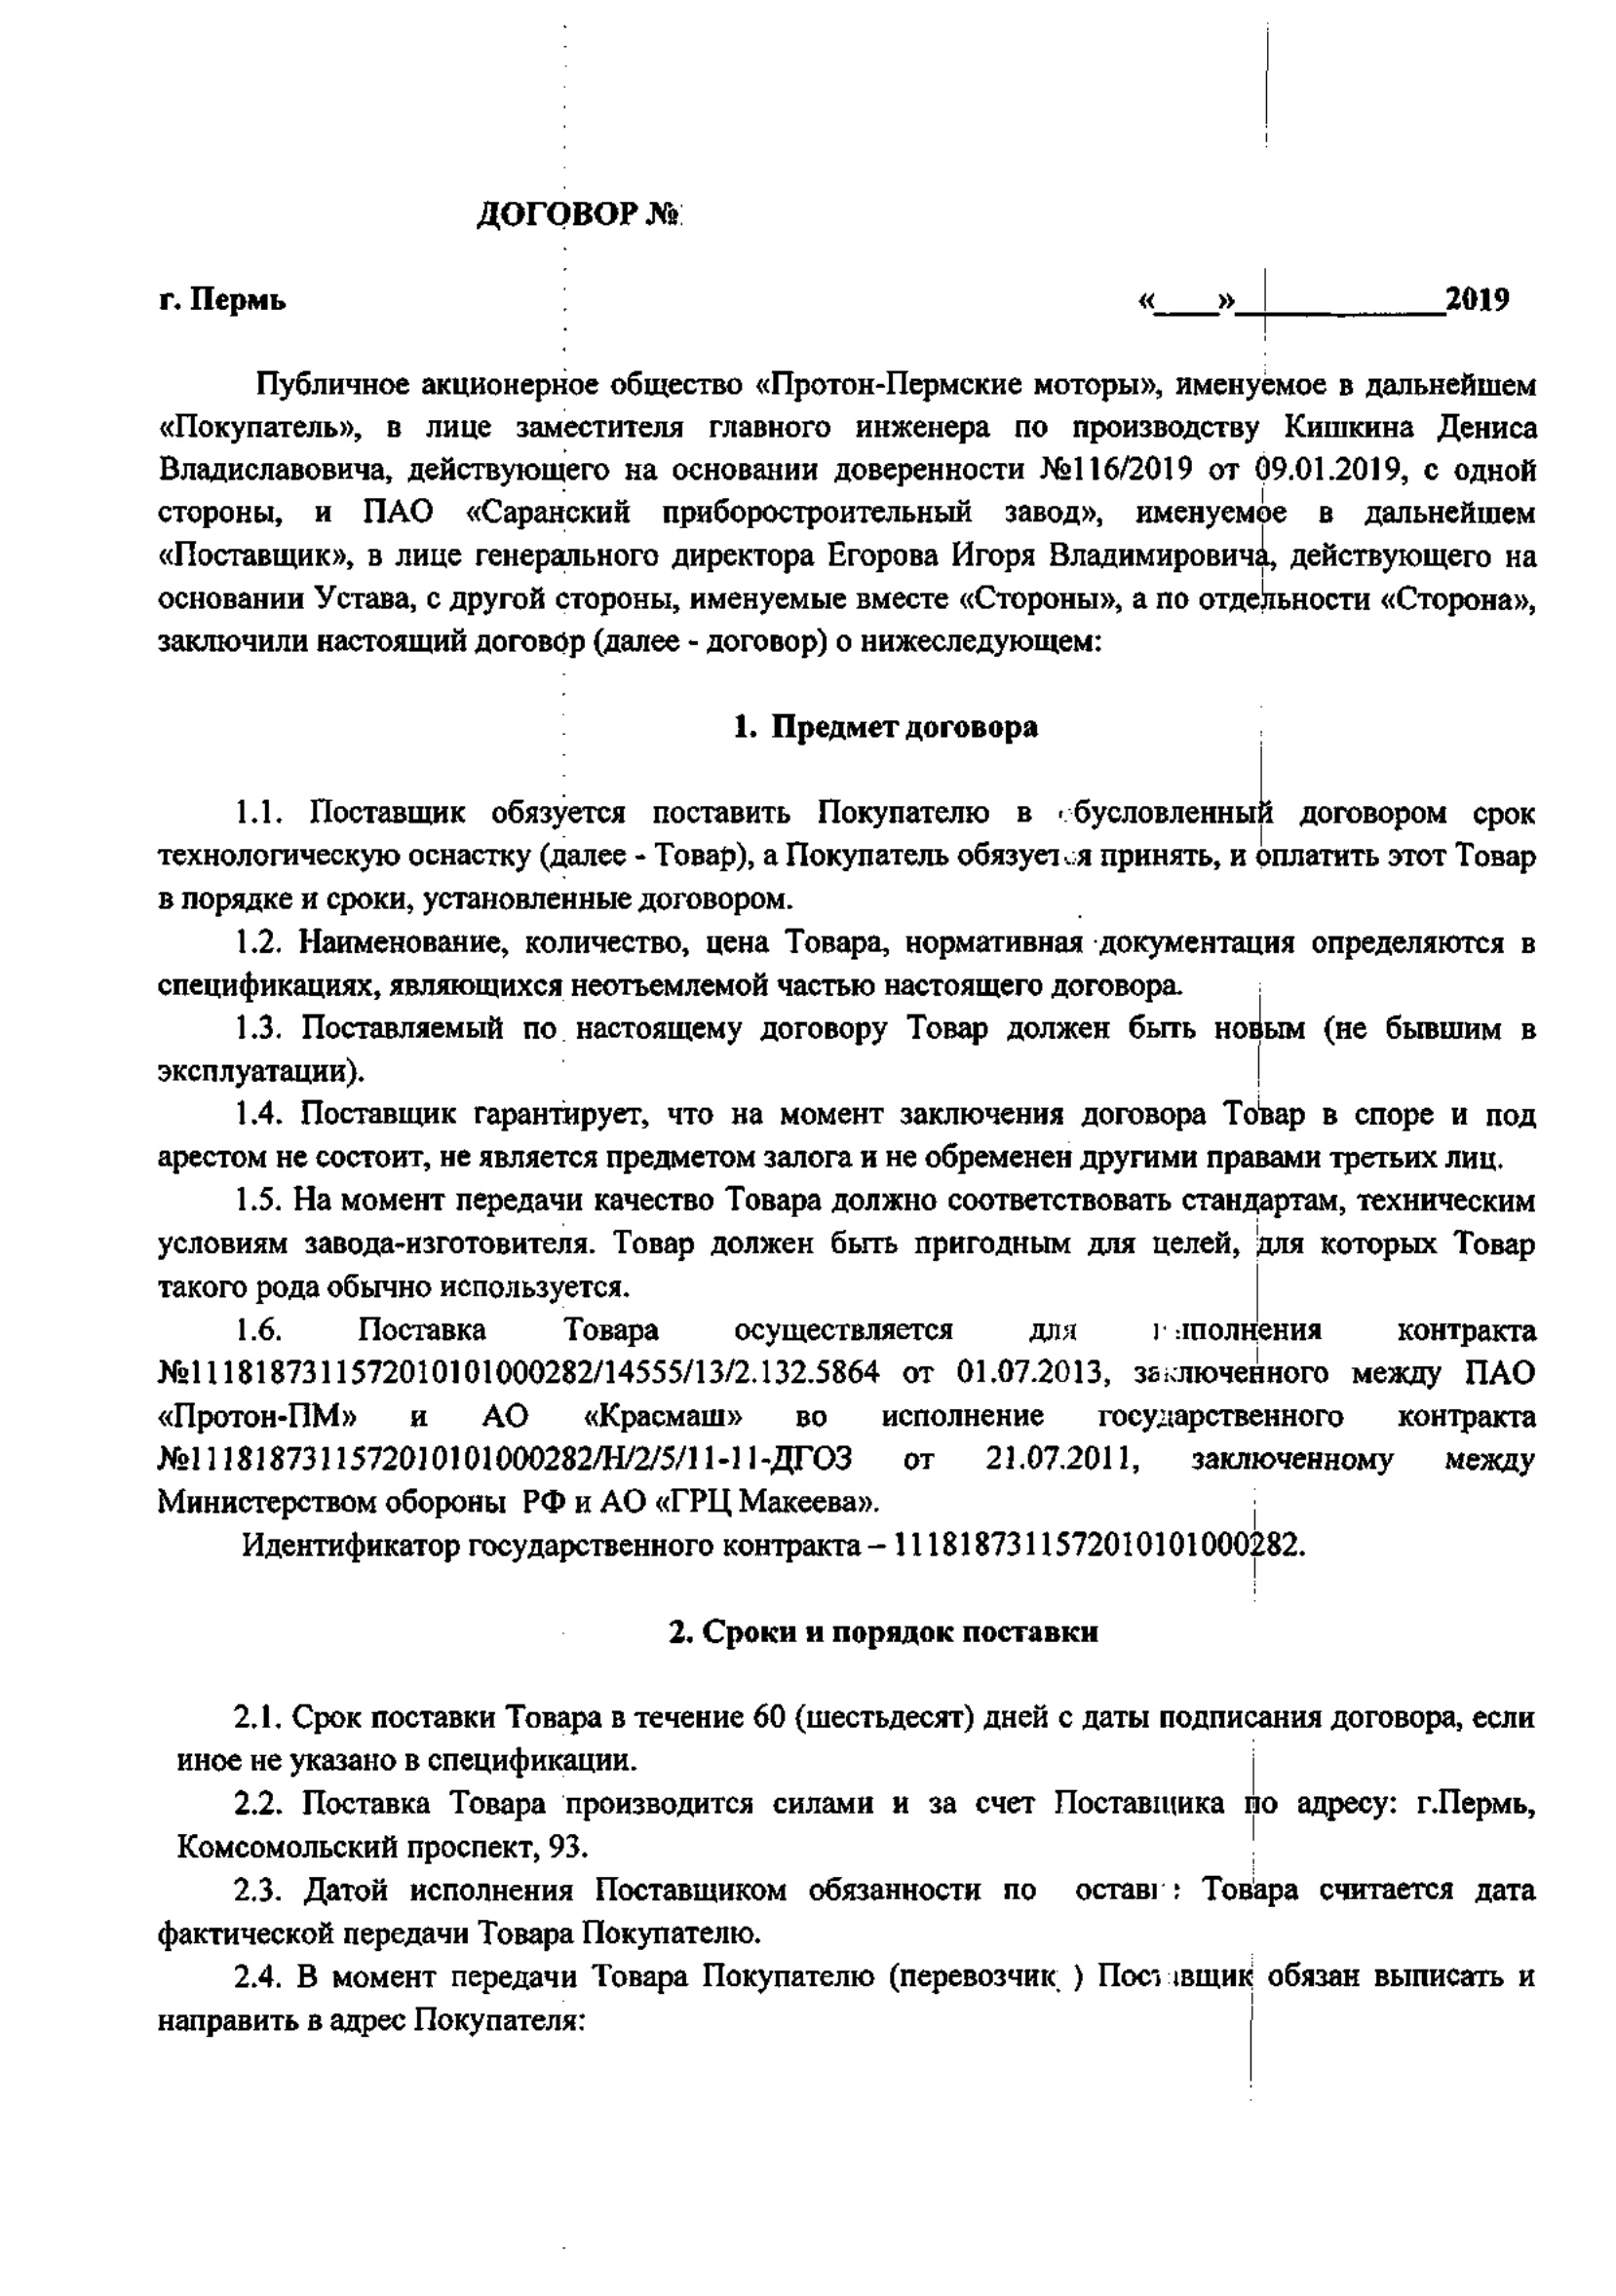 ДОГОВОР №
г. Пермь «____»_____________2019
Публичное акционерное общество «Протон-Пермские моторы», именуемое в дальнейшем
«Покупатель», в лице заместителя главного инженера по производству Кишкина Дениса
Владиславовича, действующего на основании доверенности №116/2019 от 09.01.2019, с одной
стороны, и ПАО «Саранский приборостроительный завод», именуемое в дальнейшем
«Поставщик», в лице генерального директора Егорова Игоря Владимировича, действующего на
основании Устава, с другой стороны, именуемые вместе «Стороны», а по отдельности «Сторона»,
заключили настоящий договор (далее - договор) о нижеследующем:
1. Предмет договора
1.1. Поставщик обязуется поставить Покупателю в обусловленный договором срок
технологическую оснастку (далее - Товар), а Покупатель обязуется принять, и оплатить этот Товар
в порядке и сроки, установленные договором.
1.2. Наименование, количество, цена Товара, нормативная документация определяются в
спецификациях, являющихся неотъемлемой частью настоящего договора.
1.3. Поставляемый по настоящему договору Товар должен быть новым (не бывшим в
эксплуатации).
1.4. Поставщик гарантирует, что на момент заключения договора Товар в споре и под
арестом не состоит, не является предметом залога и не обременен другими правами третьих лиц.
1.5. На момент передачи качество Товара должно соответствовать стандартам, техническим
условиям завода-изготовителя. Товар должен быть пригодным для целей, для которых Товар
такого рода обычно используется.
1.6. Поставка Товара осуществляется для выполнения контракта
№1118187311572010101000282/14555/13/2.132.5864 от 01.07.2013, заключенного между ПАО
«Протон-ПМ» и АО «Красмаш» во исполнение государственного контракта
№1118187311572010101000282/Н/2/5/11-11-ДГОЗ от 21.07.2011, заключенному между
Министерством обороны РФ и АО «ГРЦ Макеева».
Идентификатор государственного контракта – 1118187311572010101000282.
2. Сроки и порядок поставки
2.1. Срок поставки Товара в течение 60 (шестьдесят) дней с даты подписания договора, если
иное не указано в спецификации.
2.2. Поставка Товара производится силами и за счет Поставщика по адресу: г.Пермь,
Комсомольский проспект, 93.
2.3. Датой исполнения Поставщиком обязанности по Товара считается дата
фактической передачи Товара Покупателю.
2.4. В момент передачи Товара Покупателю (перевозчик ) Поставщик обязан выписать и
направить в адрес Покупателя: